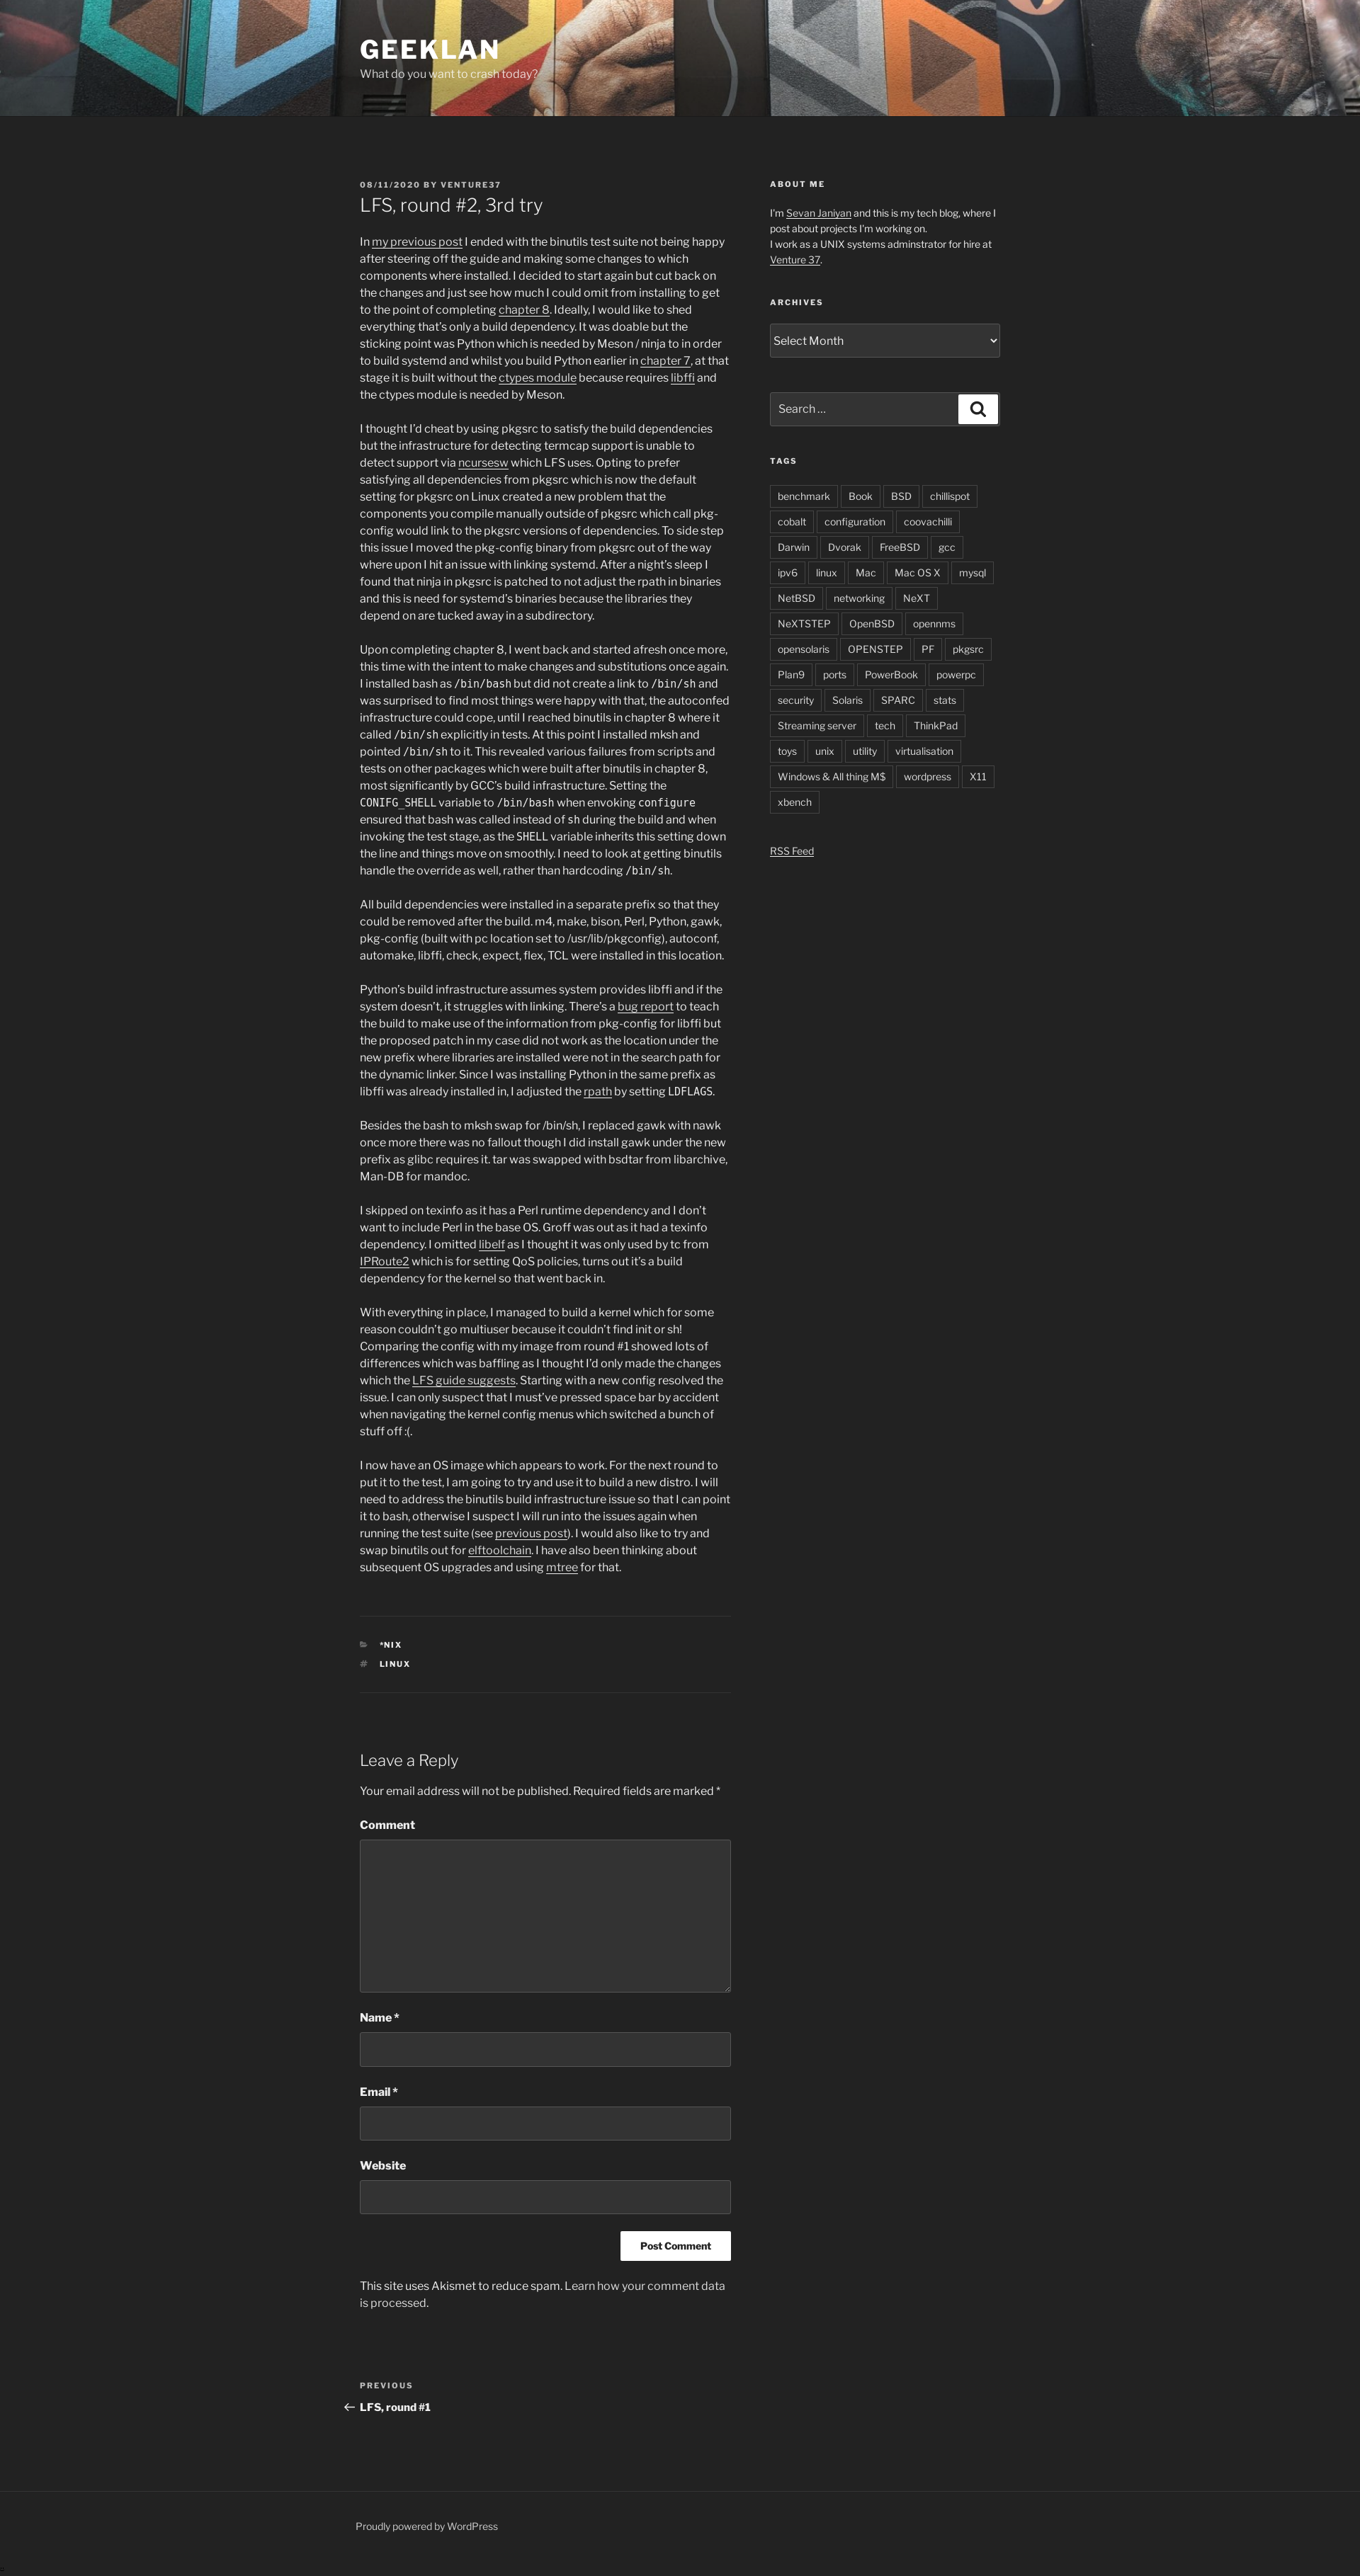 GEEKLAN
What do you want to crash today?
08/11/2020 BY VENTURE37
LFS, round #2, 3rd try
In my previous post I ended with the binutils test suite not being happy
after steering off the guide and making some changes to which
components where installed. I decided to start again but cut back on
the changes and just see how much I could omit from installing to get
to the point of completing chapter 8. Ideally, I would like to shed
everything that’s only a build dependency. It was doable but the
sticking point was Python which is needed by Meson / ninja to in order
to build systemd and whilst you build Python earlier in chapter 7, at that
stage it is built without the ctypes module because requires libffi and
the ctypes module is needed by Meson.
I thought I’d cheat by using pkgsrc to satisfy the build dependencies
but the infrastructure for detecting termcap support is unable to
detect support via ncursesw which LFS uses. Opting to prefer
satisfying all dependencies from pkgsrc which is now the default
setting for pkgsrc on Linux created a new problem that the
components you compile manually outside of pkgsrc which call pkg-
config would link to the pkgsrc versions of dependencies. To side step
this issue I moved the pkg-config binary from pkgsrc out of the way
where upon I hit an issue with linking systemd. After a night’s sleep I
found that ninja in pkgsrc is patched to not adjust the rpath in binaries
and this is need for systemd’s binaries because the libraries they
depend on are tucked away in a subdirectory.
Upon completing chapter 8, I went back and started afresh once more,
this time with the intent to make changes and substitutions once again.
I installed bash as /bin/bash but did not create a link to /bin/sh and
was surprised to find most things were happy with that, the autoconfed
infrastructure could cope, until I reached binutils in chapter 8 where it
called /bin/sh explicitly in tests. At this point I installed mksh and
pointed /bin/sh to it. This revealed various failures from scripts and
tests on other packages which were built after binutils in chapter 8,
most significantly by GCC’s build infrastructure. Setting the
CONIFG_SHELL variable to /bin/bash when envoking configure
ensured that bash was called instead of sh during the build and when
invoking the test stage, as the SHELL variable inherits this setting down
the line and things move on smoothly. I need to look at getting binutils
handle the override as well, rather than hardcoding /bin/sh.
All build dependencies were installed in a separate prefix so that they
could be removed after the build. m4, make, bison, Perl, Python, gawk,
pkg-config (built with pc location set to /usr/lib/pkgconfig), autoconf,
automake, libffi, check, expect, flex, TCL were installed in this location.
Python’s build infrastructure assumes system provides libffi and if the
system doesn’t, it struggles with linking. There’s a bug report to teach
the build to make use of the information from pkg-config for libffi but
the proposed patch in my case did not work as the location under the
new prefix where libraries are installed were not in the search path for
the dynamic linker. Since I was installing Python in the same prefix as
libffi was already installed in, I adjusted the rpath by setting LDFLAGS.
Besides the bash to mksh swap for /bin/sh, I replaced gawk with nawk
once more there was no fallout though I did install gawk under the new
prefix as glibc requires it. tar was swapped with bsdtar from libarchive,
Man-DB for mandoc.
I skipped on texinfo as it has a Perl runtime dependency and I don’t
want to include Perl in the base OS. Groff was out as it had a texinfo
dependency. I omitted libelf as I thought it was only used by tc from
IPRoute2 which is for setting QoS policies, turns out it’s a build
dependency for the kernel so that went back in.
With everything in place, I managed to build a kernel which for some
reason couldn’t go multiuser because it couldn’t find init or sh!
Comparing the config with my image from round #1 showed lots of
differences which was baffling as I thought I’d only made the changes
which the LFS guide suggests. Starting with a new config resolved the
issue. I can only suspect that I must’ve pressed space bar by accident
when navigating the kernel config menus which switched a bunch of
stuff off :(.
I now have an OS image which appears to work. For the next round to
put it to the test, I am going to try and use it to build a new distro. I will
need to address the binutils build infrastructure issue so that I can point
it to bash, otherwise I suspect I will run into the issues again when
running the test suite (see previous post). I would also like to try and
swap binutils out for elftoolchain. I have also been thinking about
subsequent OS upgrades and using mtree for that.
*NIX
# LINUX
Leave a Reply
Your email address will not be published. Required fields are marked *
Comment
Name *
Email *
Website
Post Comment
This site uses Akismet to reduce spam. Learn how your comment data
is processed.
PREVIOUS
← LFS, round #1
ABOUT ME
I’m Sevan Janiyan and this is my tech blog, where I
post about projects I’m working on.
I work as a UNIX systems adminstrator for hire at
Venture 37.
ARCHIVES
Select Month
Search …
TAGS
benchmark Book BSD chillispot
cobalt configuration coovachilli
Darwin Dvorak FreeBSD gcc
ipv6 linux Mac Mac OS X mysql
NetBSD networking NeXT
NeXTSTEP OpenBSD opennms
opensolaris OPENSTEP PF pkgsrc
Plan9 ports PowerBook powerpc
security Solaris SPARC stats
Streaming server tech ThinkPad
toys unix utility virtualisation
Windows & All thing M$ wordpress X11
xbench
RSS Feed
Proudly powered by WordPress